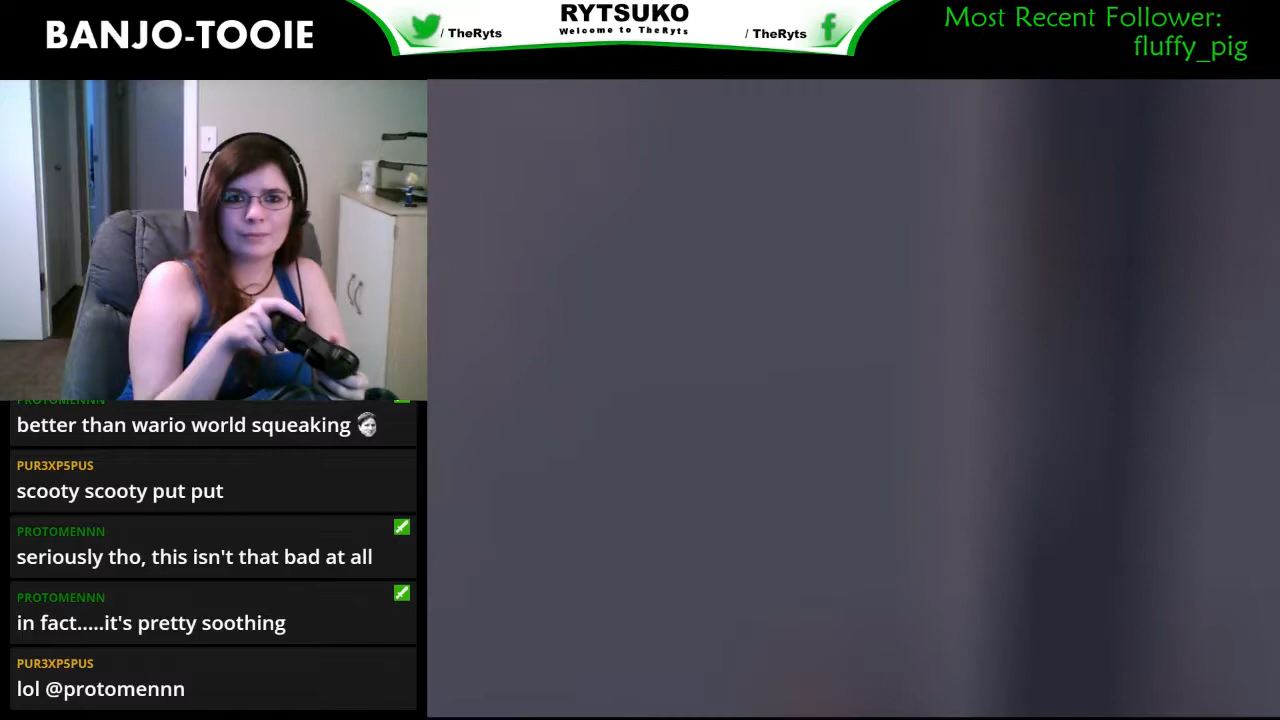 BANJO-TOOIE
/ TheRyts
RYTSUKO
Welcome to TheRyts
/ TheRyts
Most Recent Follower:
fluffy_pig
PROTOMENNN
better than wario world squeaking
PUR3XP5PUS
scooty scooty put put
PROTOMENNN
seriously tho, this isn't that bad at all
PROTOMENNN
in fact.....it's pretty soothing
PUR3XP5PUS
lol @protomennn